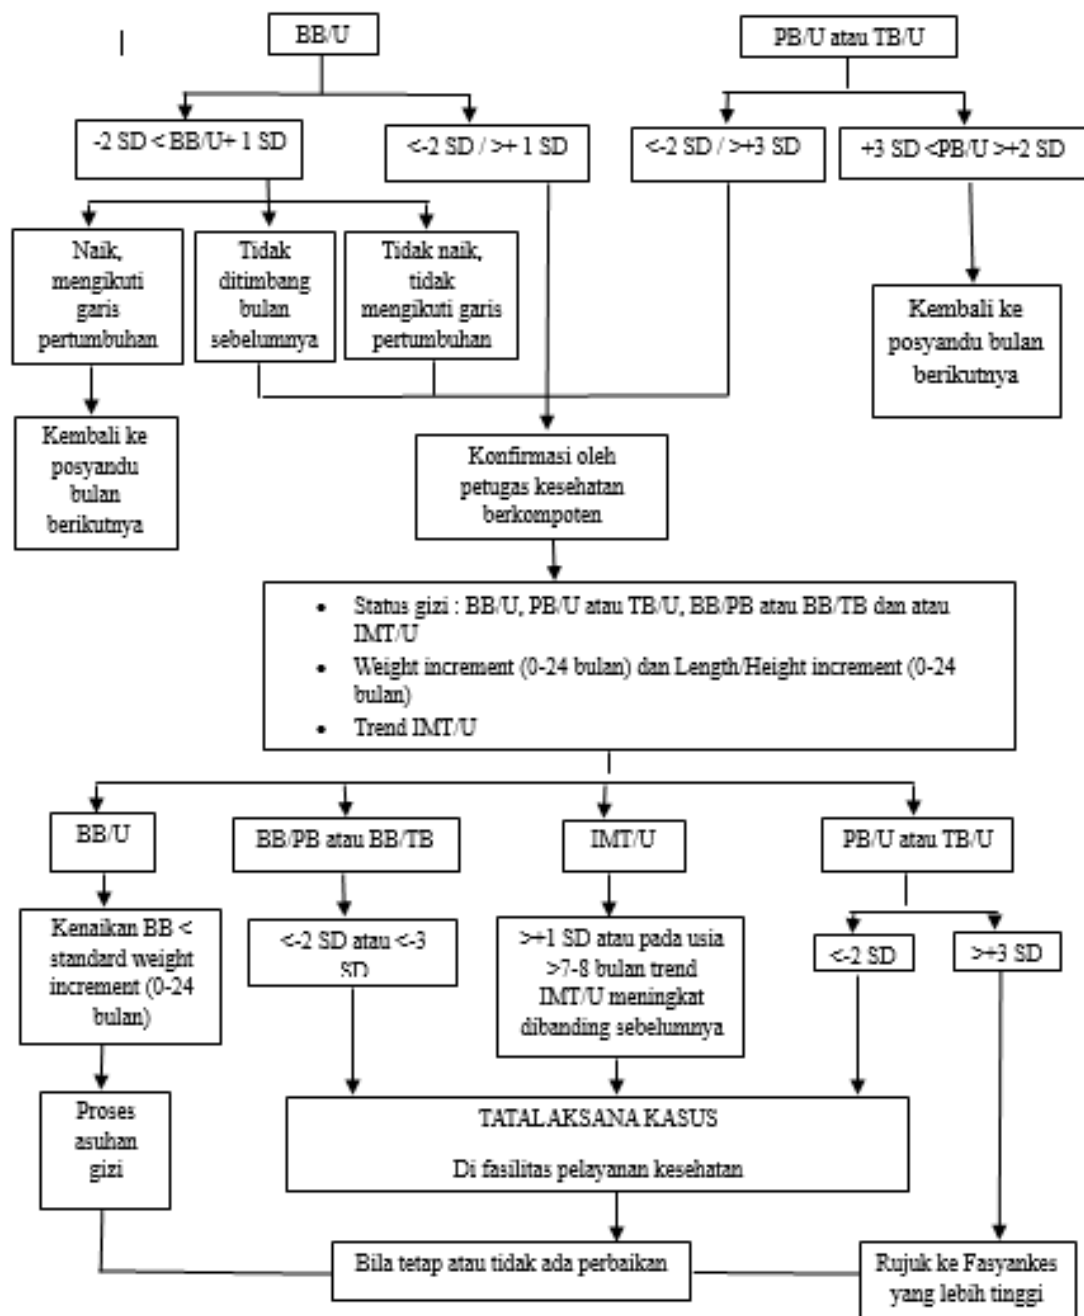 BB/U
PB/U atau TB/U
-2 SD < BB/U+ 1 SD
<-2 SD / >+ 1 SD
<-2 SD / >+3 SD
+3 SD <PB/U >+2 SD
Naik,
mengikuti
garis
pertumbuhan
Tidak
ditimbang
bulan
sebelumnya
Tidak naik,
tidak
mengikuti garis
pertumbuhan
Kembali ke
posyandu bulan
berikutnya
Kembali ke
posyandu
bulan
berikutnya
Konfirmasi oleh
petugas kesehatan
berkompoten
• Status gizi : BB/U, PB/U atau TB/U, BB/PB atau BB/TB dan atau
IMT/U
• Weight increment (0-24 bulan) dan Length/Height increment (0-24
bulan)
• Trend IMT/U
BB/U
BB/PB atau BB/TB
IMT/U
PB/U atau TB/U
Kenaikan BB <
standard weight
increment (0-24
bulan)
<-2 SD atau <-3
SD
>+1 SD atau pada usia
>7-8 bulan trend
IMT/U meningkat
dibanding sebelumnya
<-2 SD
>+3 SD
Proses
asuhan
gizi
TATALAKSANA KASUS
Di fasilitas pelayanan kesehatan
Bila tetap atau tidak ada perbaikan
Rujuk ke Fasyankes
yang lebih tinggi